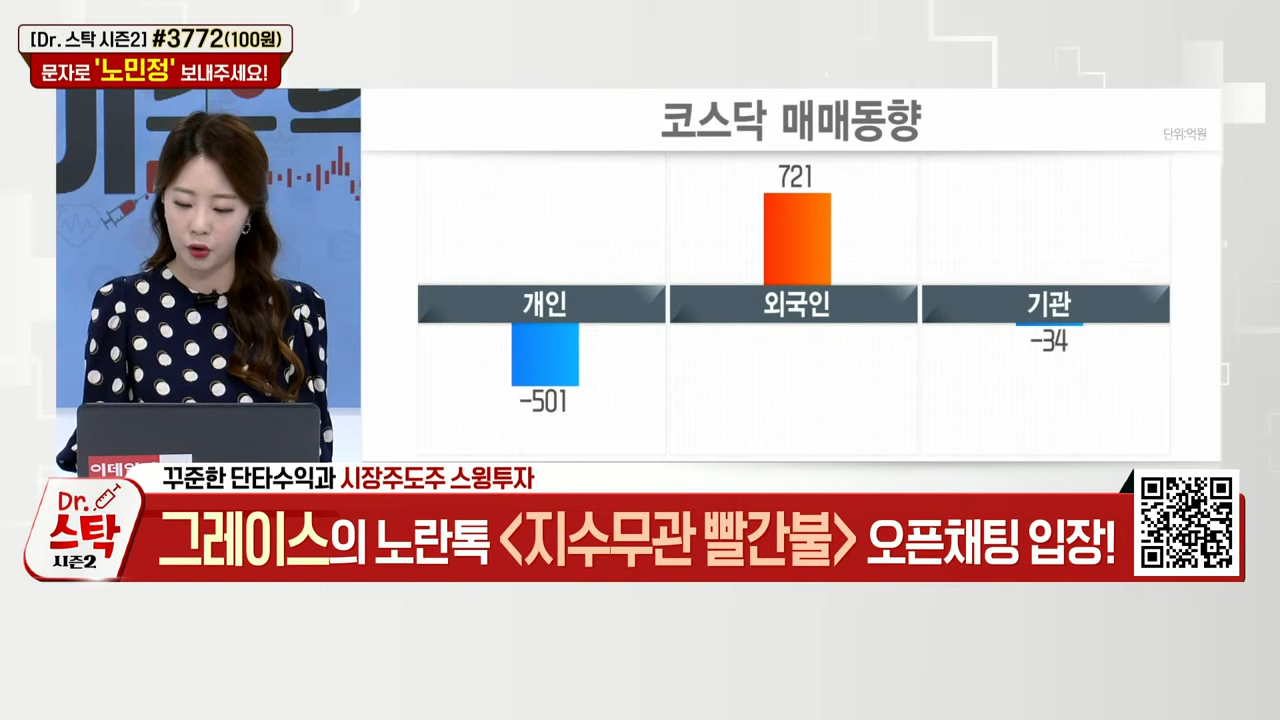 [Dr. 스탁 시즌2] #3772(100원)
문자로 '노민정' 보내주세요!
코스닥 매매동향
단위:억원
721
개인
외국인
기관
-501
-34
이데일
꾸준한 단타수익과 시장주도주 스윙투자
Dr.
스탁
시즌2
그레이스의 노란톡 <지수무관 빨간불> 오픈채팅 입장!